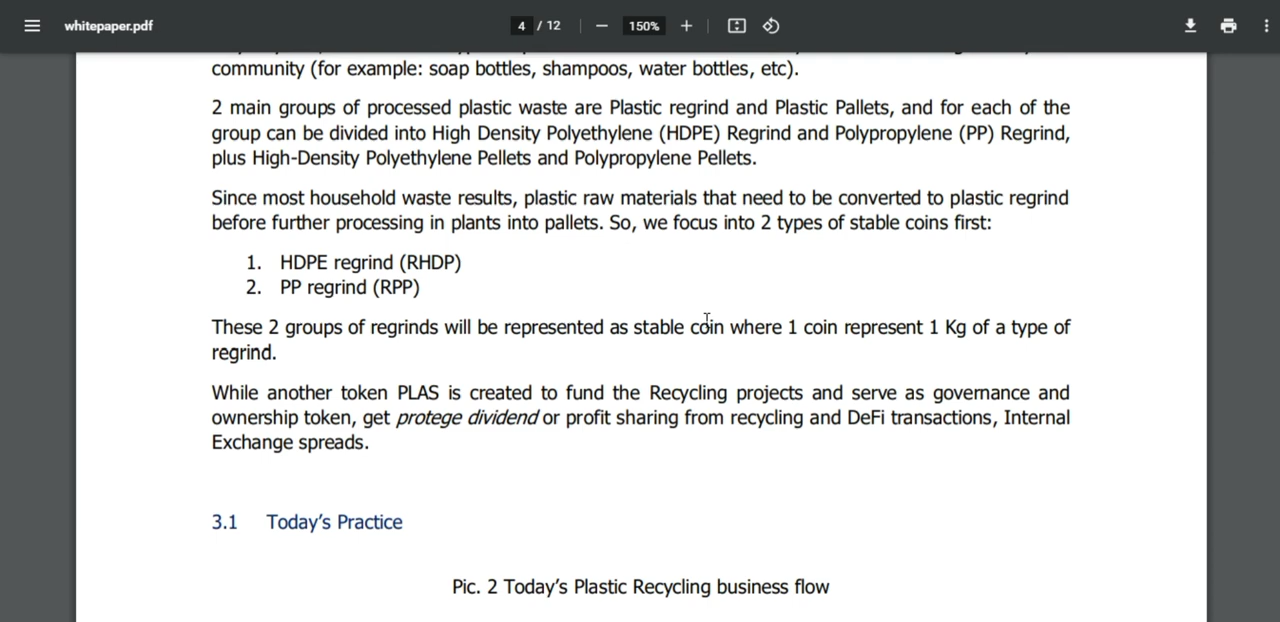 whitepaper.pdf
4 / 12
150%
community (for example: soap bottles, shampoos, water bottles, etc).
2 main groups of processed plastic waste are Plastic regrind and Plastic Pallets, and for each of the
group can be divided into High Density Polyethylene (HDPE) Regrind and Polypropylene (PP) Regrind,
plus High-Density Polyethylene Pellets and Polypropylene Pellets.
Since most household waste results, plastic raw materials that need to be converted to plastic regrind
before further processing in plants into pallets. So, we focus into 2 types of stable coins first:
1. HDPE regrind (RHDP)
2. PP regrind (RPP)
These 2 groups of regrinds will be represented as stable coin where 1 coin represent 1 Kg of a type of
regrind.
While another token PLAS is created to fund the Recycling projects and serve as governance and
ownership token, get protege dividend or profit sharing from recycling and DeFi transactions, Internal
Exchange spreads.
3.1 Today’s Practice
Pic. 2 Today’s Plastic Recycling business flow